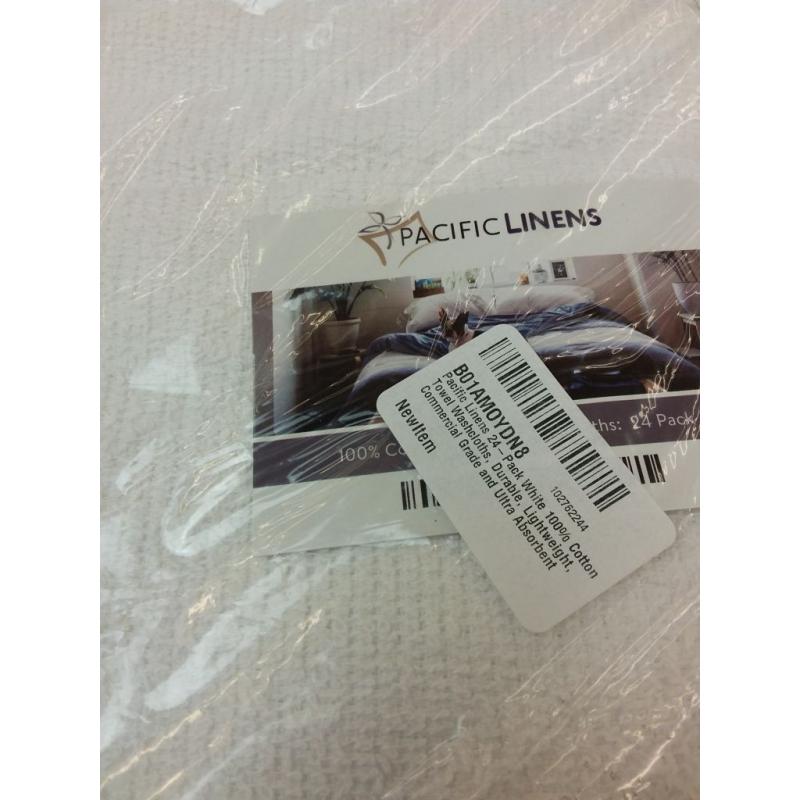 PACIFIC LINENS
100% Co
ths: 24 Pack
102762244
B01AMOYDN8
Pacific Linens 24-Pack White 100% Cotton
Towel Washcloths, Durable, Lightweight,
Commercial Grade and Ultra Absorbent
NewItem